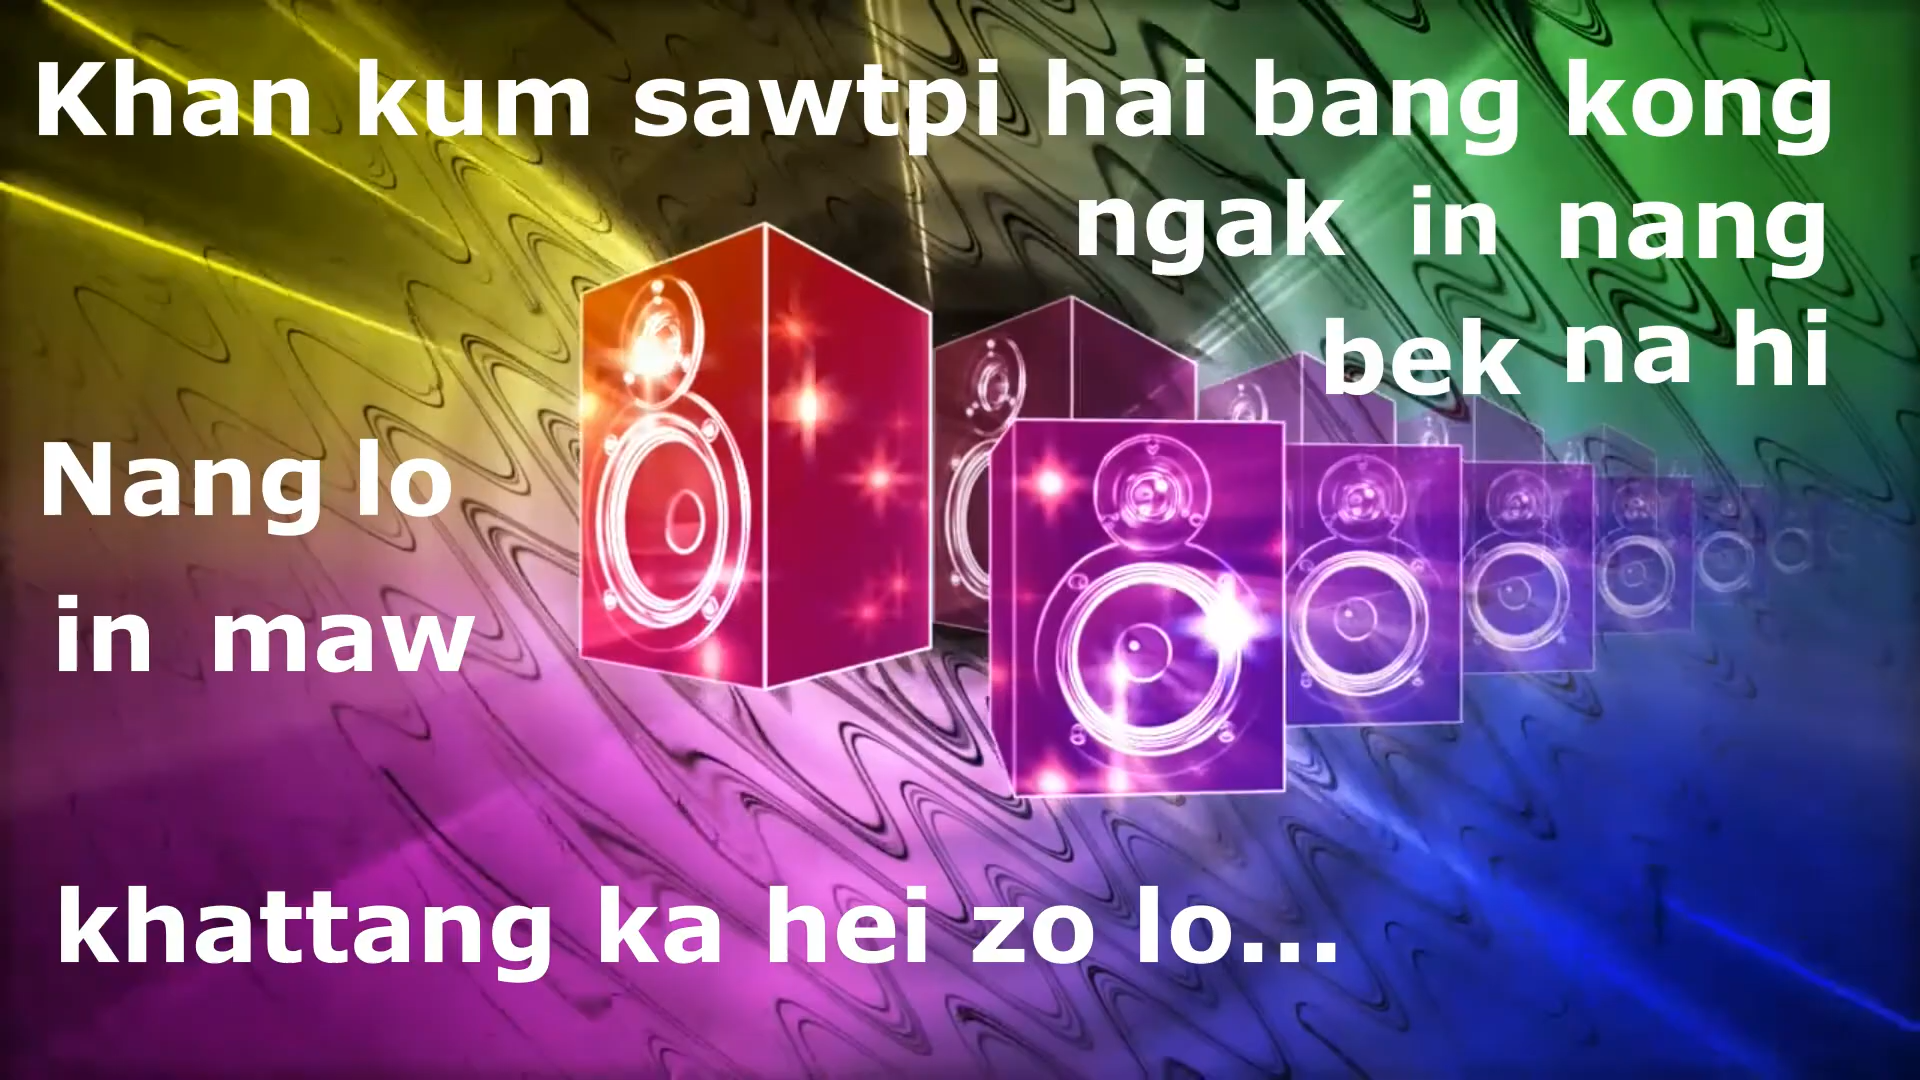 Khan kum sawtpi hai bang kong
ngak in nang
bek na hi
Nang lo
in maw
khattang ka hei zo lo...